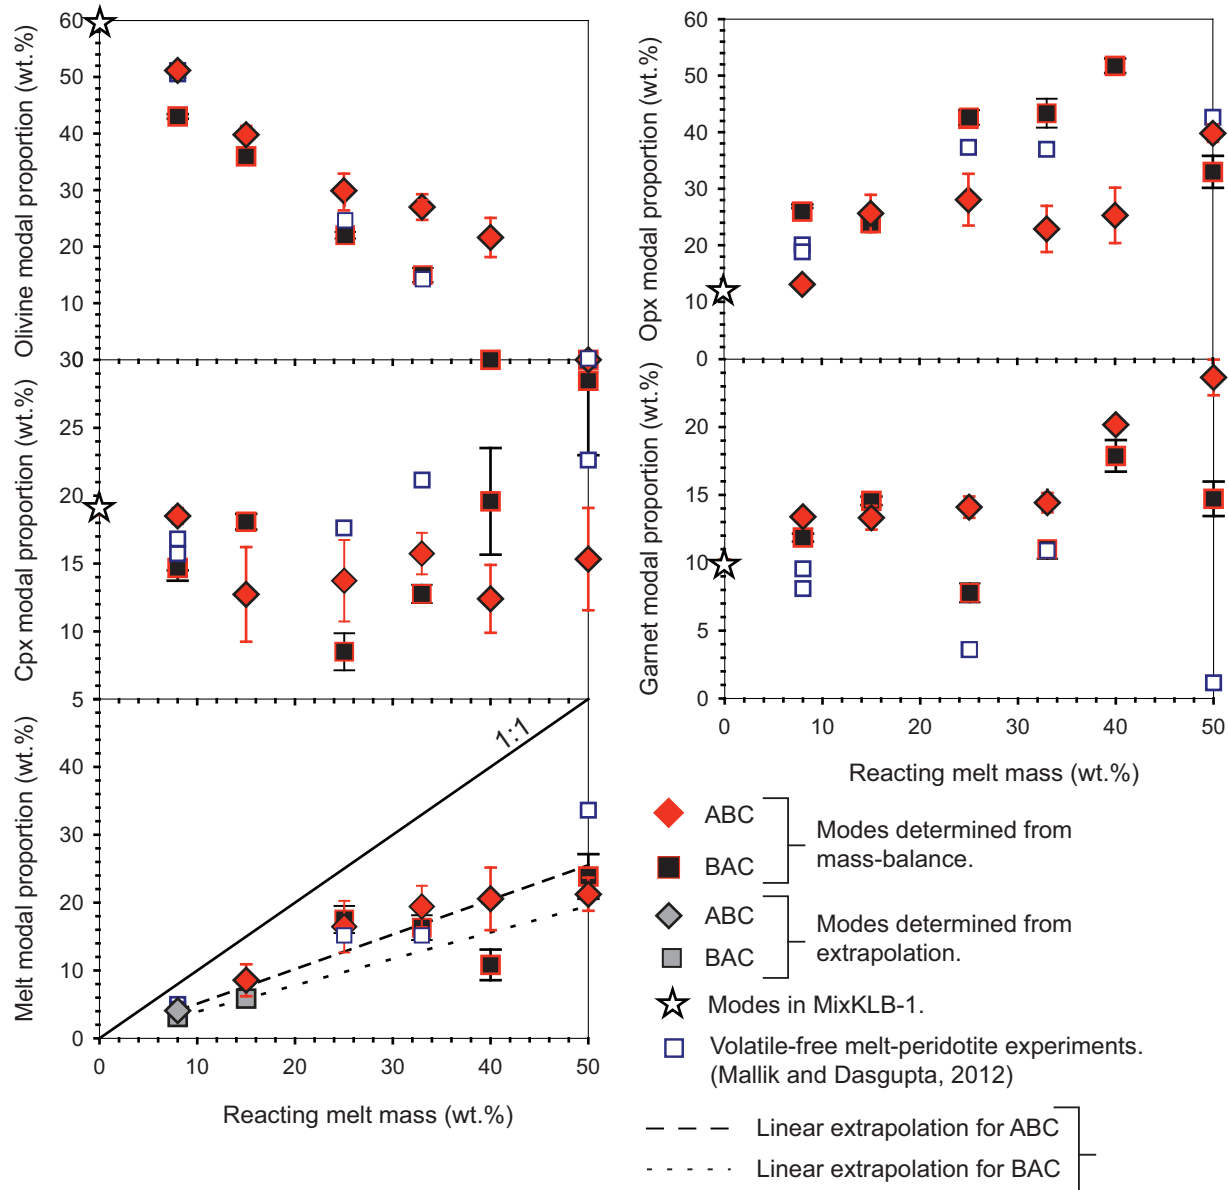 Olivine modal proportion (wt.%)
60
50
40
30
20
10
0
Cpx modal proportion (wt.%)
30
25
20
15
10
5
Melt modal proportion (wt.%)
40
30
20
10
0
1:1
0
10
20
30
40
50
Reacting melt mass (wt.%)
Opx modal proportion (wt.%)
60
50
40
30
20
10
0
Garnet modal proportion (wt.%)
20
15
10
5
0
0
10
20
30
40
50
Reacting melt mass (wt.%)
ABC
BAC
Modes determined from
mass-balance.
ABC
BAC
Modes determined from
extrapolation.
Modes in MixKLB-1.
Volatile-free melt-peridotite experiments.
(Mallik and Dasgupta, 2012)
Linear extrapolation for ABC
Linear extrapolation for BAC